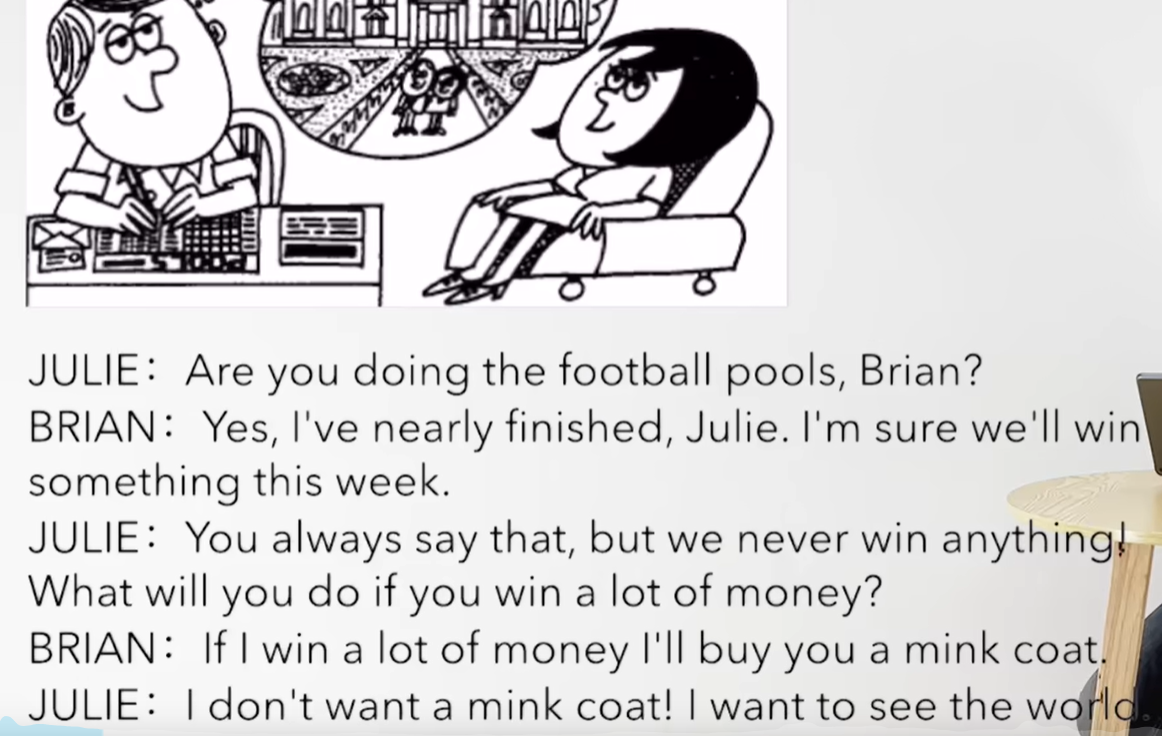 POOLS
JULIE: Are you doing the football pools, Brian?
BRIAN: Yes, I've nearly finished, Julie. I'm sure we'll win
something this week.
JULIE: You always say that, but we never win anything!
What will you do if you win a lot of money?
BRIAN: If I win a lot of money I'll buy you a mink coat.
JULIE: I don't want a mink coat! I want to see the world.